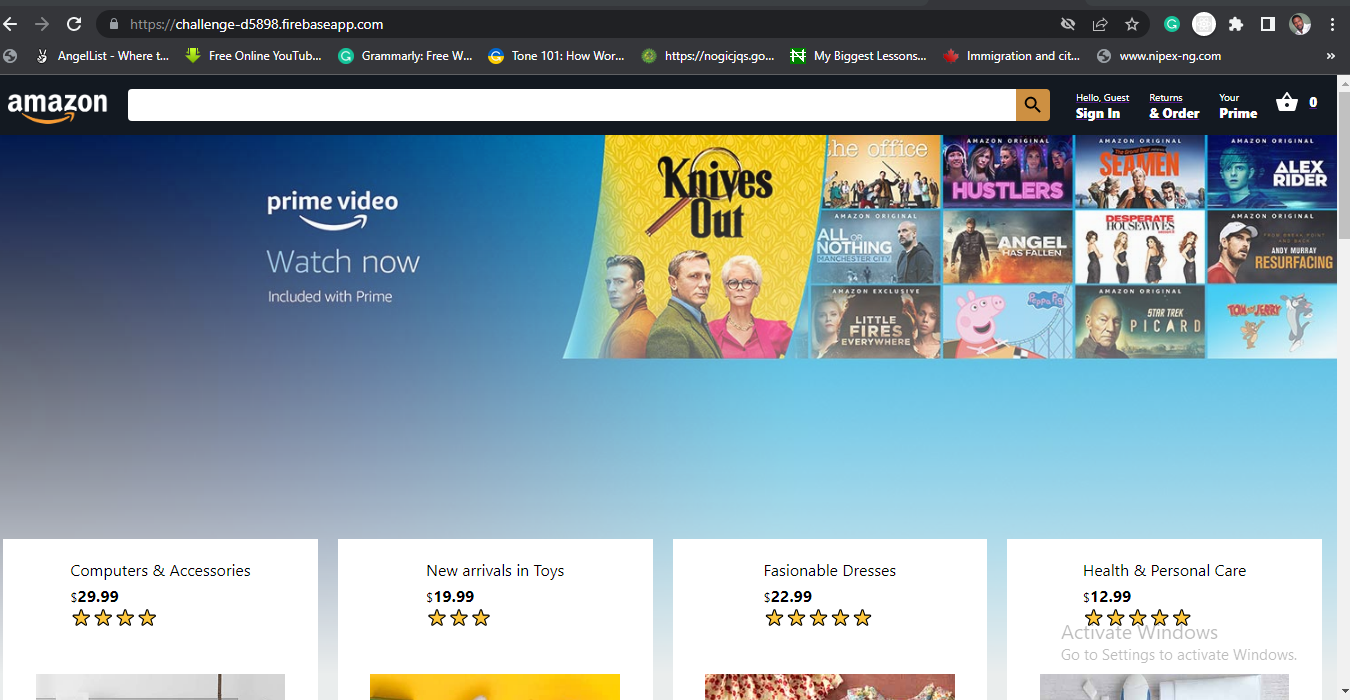 https://challenge-d5898.firebaseapp.com
AngelList - Where t...
Free Online YouTub...
Grammarly: Free W...
Tone 101: How Wor...
https://nogicjqs.go...
My Biggest Lessons...
Immigration and cit...
www.nipex-ng.com
»
amazon
Hello, Guest
Sign In
Returns
& Order
Your
Prime
0
prime video
Watch now
Included with Prime
Knives
Out
the office
AMAZON ORIGINAL
HUSTLERS
AMAZON ORIGINAL
The Grand Tour
SEAMEN
AMAZON ORIGINAL
ALEX
RIDER
AMAZON ORIGINAL
ALL OR
NOTHING
MANCHESTER CITY
ANGEL
HAS FALLEN
DESPERATE
HOUSEWIVES
AMAZON ORIGINAL
ANDY MURRAY
RESURFACING
AMAZON EXCLUSIVE
LITTLE
FIRES
EVERYWHERE
Peppa Pig
AMAZON ORIGINAL
STAR TREK
PICARD
TOM AND JERRY
Computers & Accessories
$29.99
New arrivals in Toys
$19.99
Fasionable Dresses
$22.99
Health & Personal Care
$12.99
Activate Windows
Go to Settings to activate Windows.